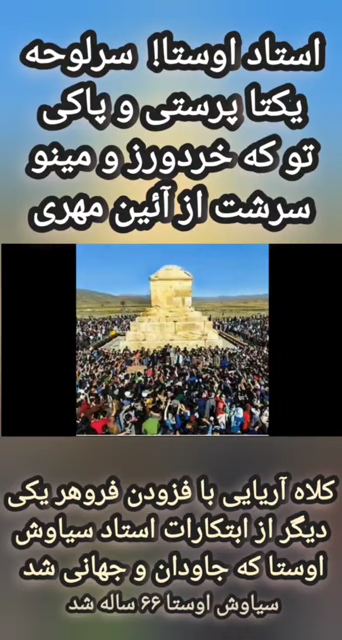 استاد اوستا! سرلوحه
یکتا پرستی و پاکی
تو که خردورز و مینو
سرشت از آئین مهری
کلاه آریایی با فزودن فروهر یکی
دیگر از ابتکارات استاد سیاوش
اوستا که جاودان و جهانی شد
سیاوش اوستا ۶۶ ساله شد